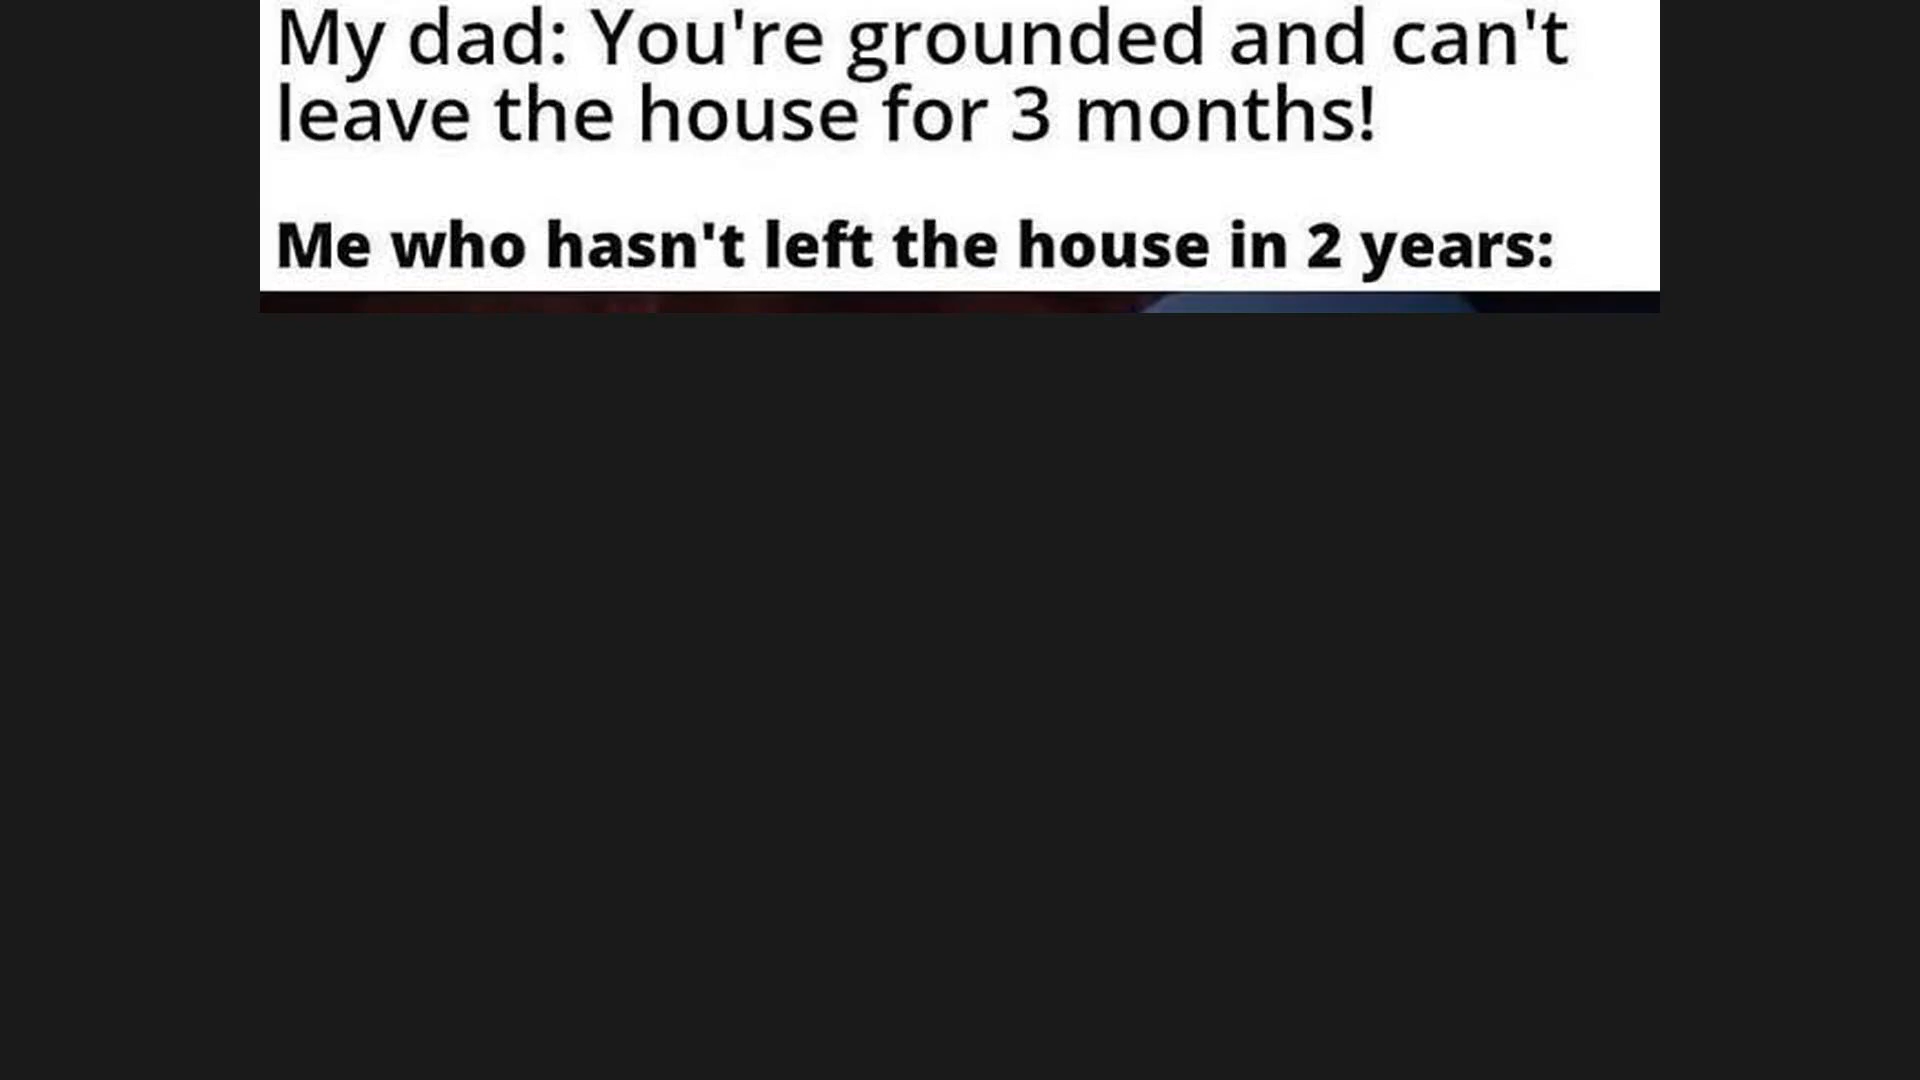 My dad: You're grounded and can't
leave the house for 3 months!
Me who hasn't left the house in 2 years: